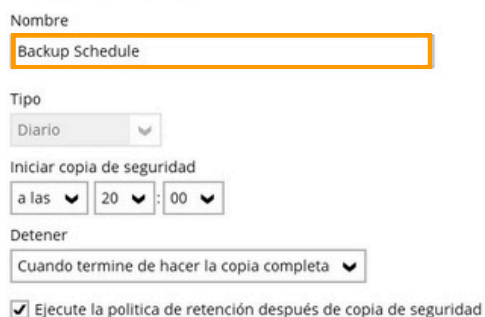 Nombre
Backup Schedule
Tipo
Diario
Iniciar copia de seguridad
a las 20 : 00
Detener
Cuando termine de hacer la copia completa
Ejecute la politica de retención después de copia de seguridad